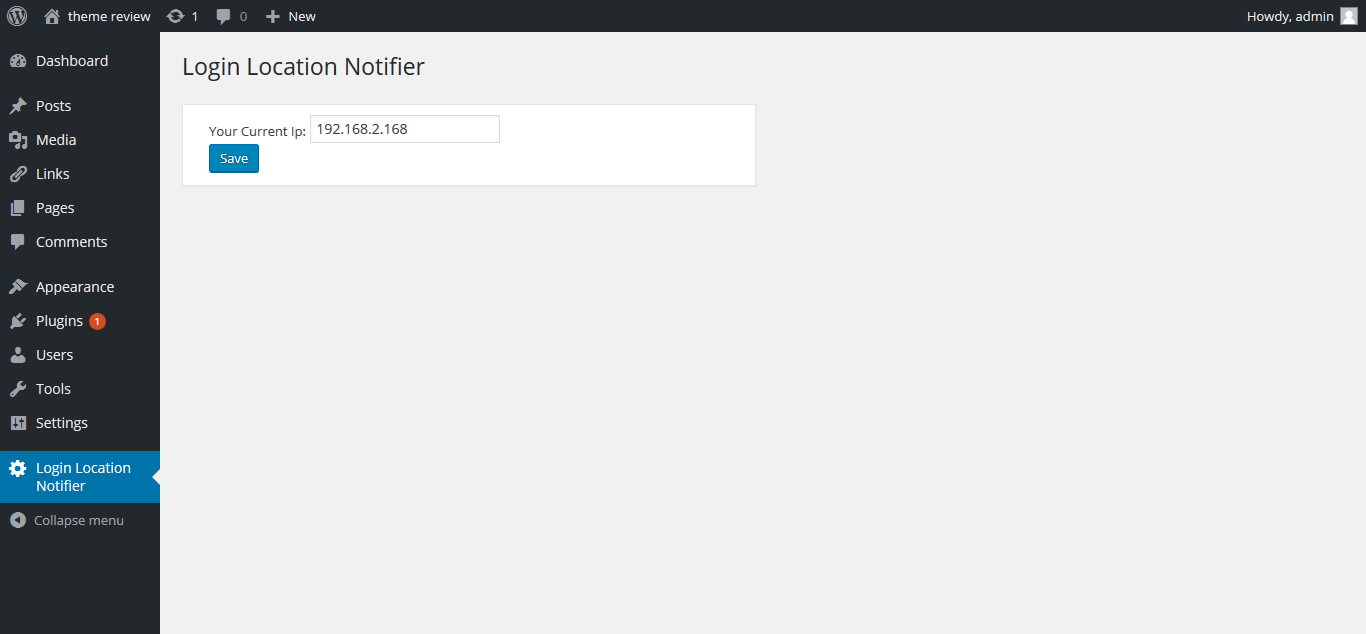 theme review 1 0 New Howdy, admin
Dashboard
Posts
Media
Links
Pages
Comments
Appearance
Plugins 1
Users
Tools
Settings
Login Location
Notifier
Collapse menu
Login Location Notifier
Your Current Ip: 192.168.2.168
Save